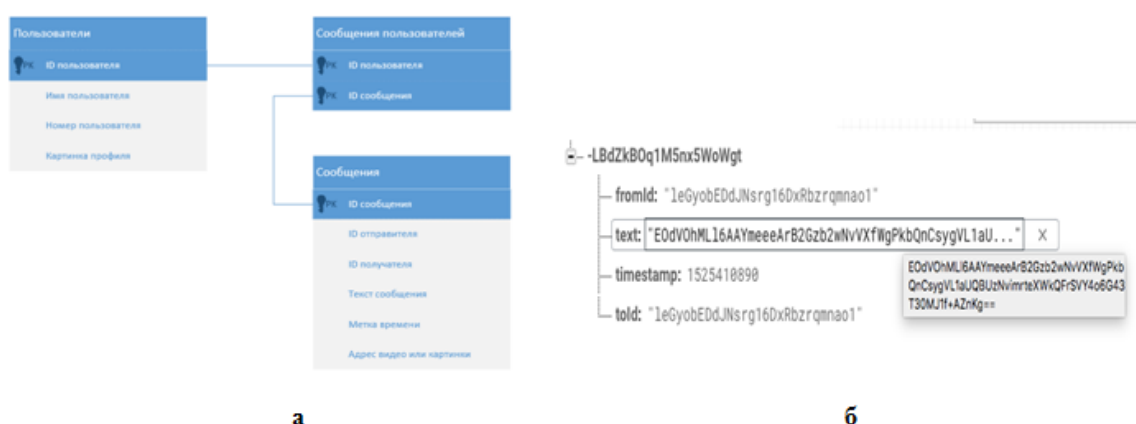 Пользователи
PK ID пользователя
Имя пользователя
Номер пользователя
Картинка профиля
Сообщения пользователей
PK ID пользователя
PK ID сообщения
Сообщения
PK ID сообщения
ID отправителя
ID получателя
Текст сообщения
Метка времени
Адрес видео или картинки
а
-LBdZkBOq1M5nx5WoWgt
fromId: "leGyobEDdJNsrg16DxRbzrqmnao1"
text: "EOdVOhMLl6AAYmeeeArB2Gzb2wNvVXfWgPkbQnCsygVL1aU..." ×
EOdVOhMLl6AAYmeeeArB2Gzb2wNvVXfWgPkb
QnCsygVL1aUQBUzNvimrteXWkQFrSVY4o6G43
T30MJ1f+AZnKg==
timestamp: 1525410890
toId: "leGyobEDdJNsrg16DxRbzrqmnao1"
б